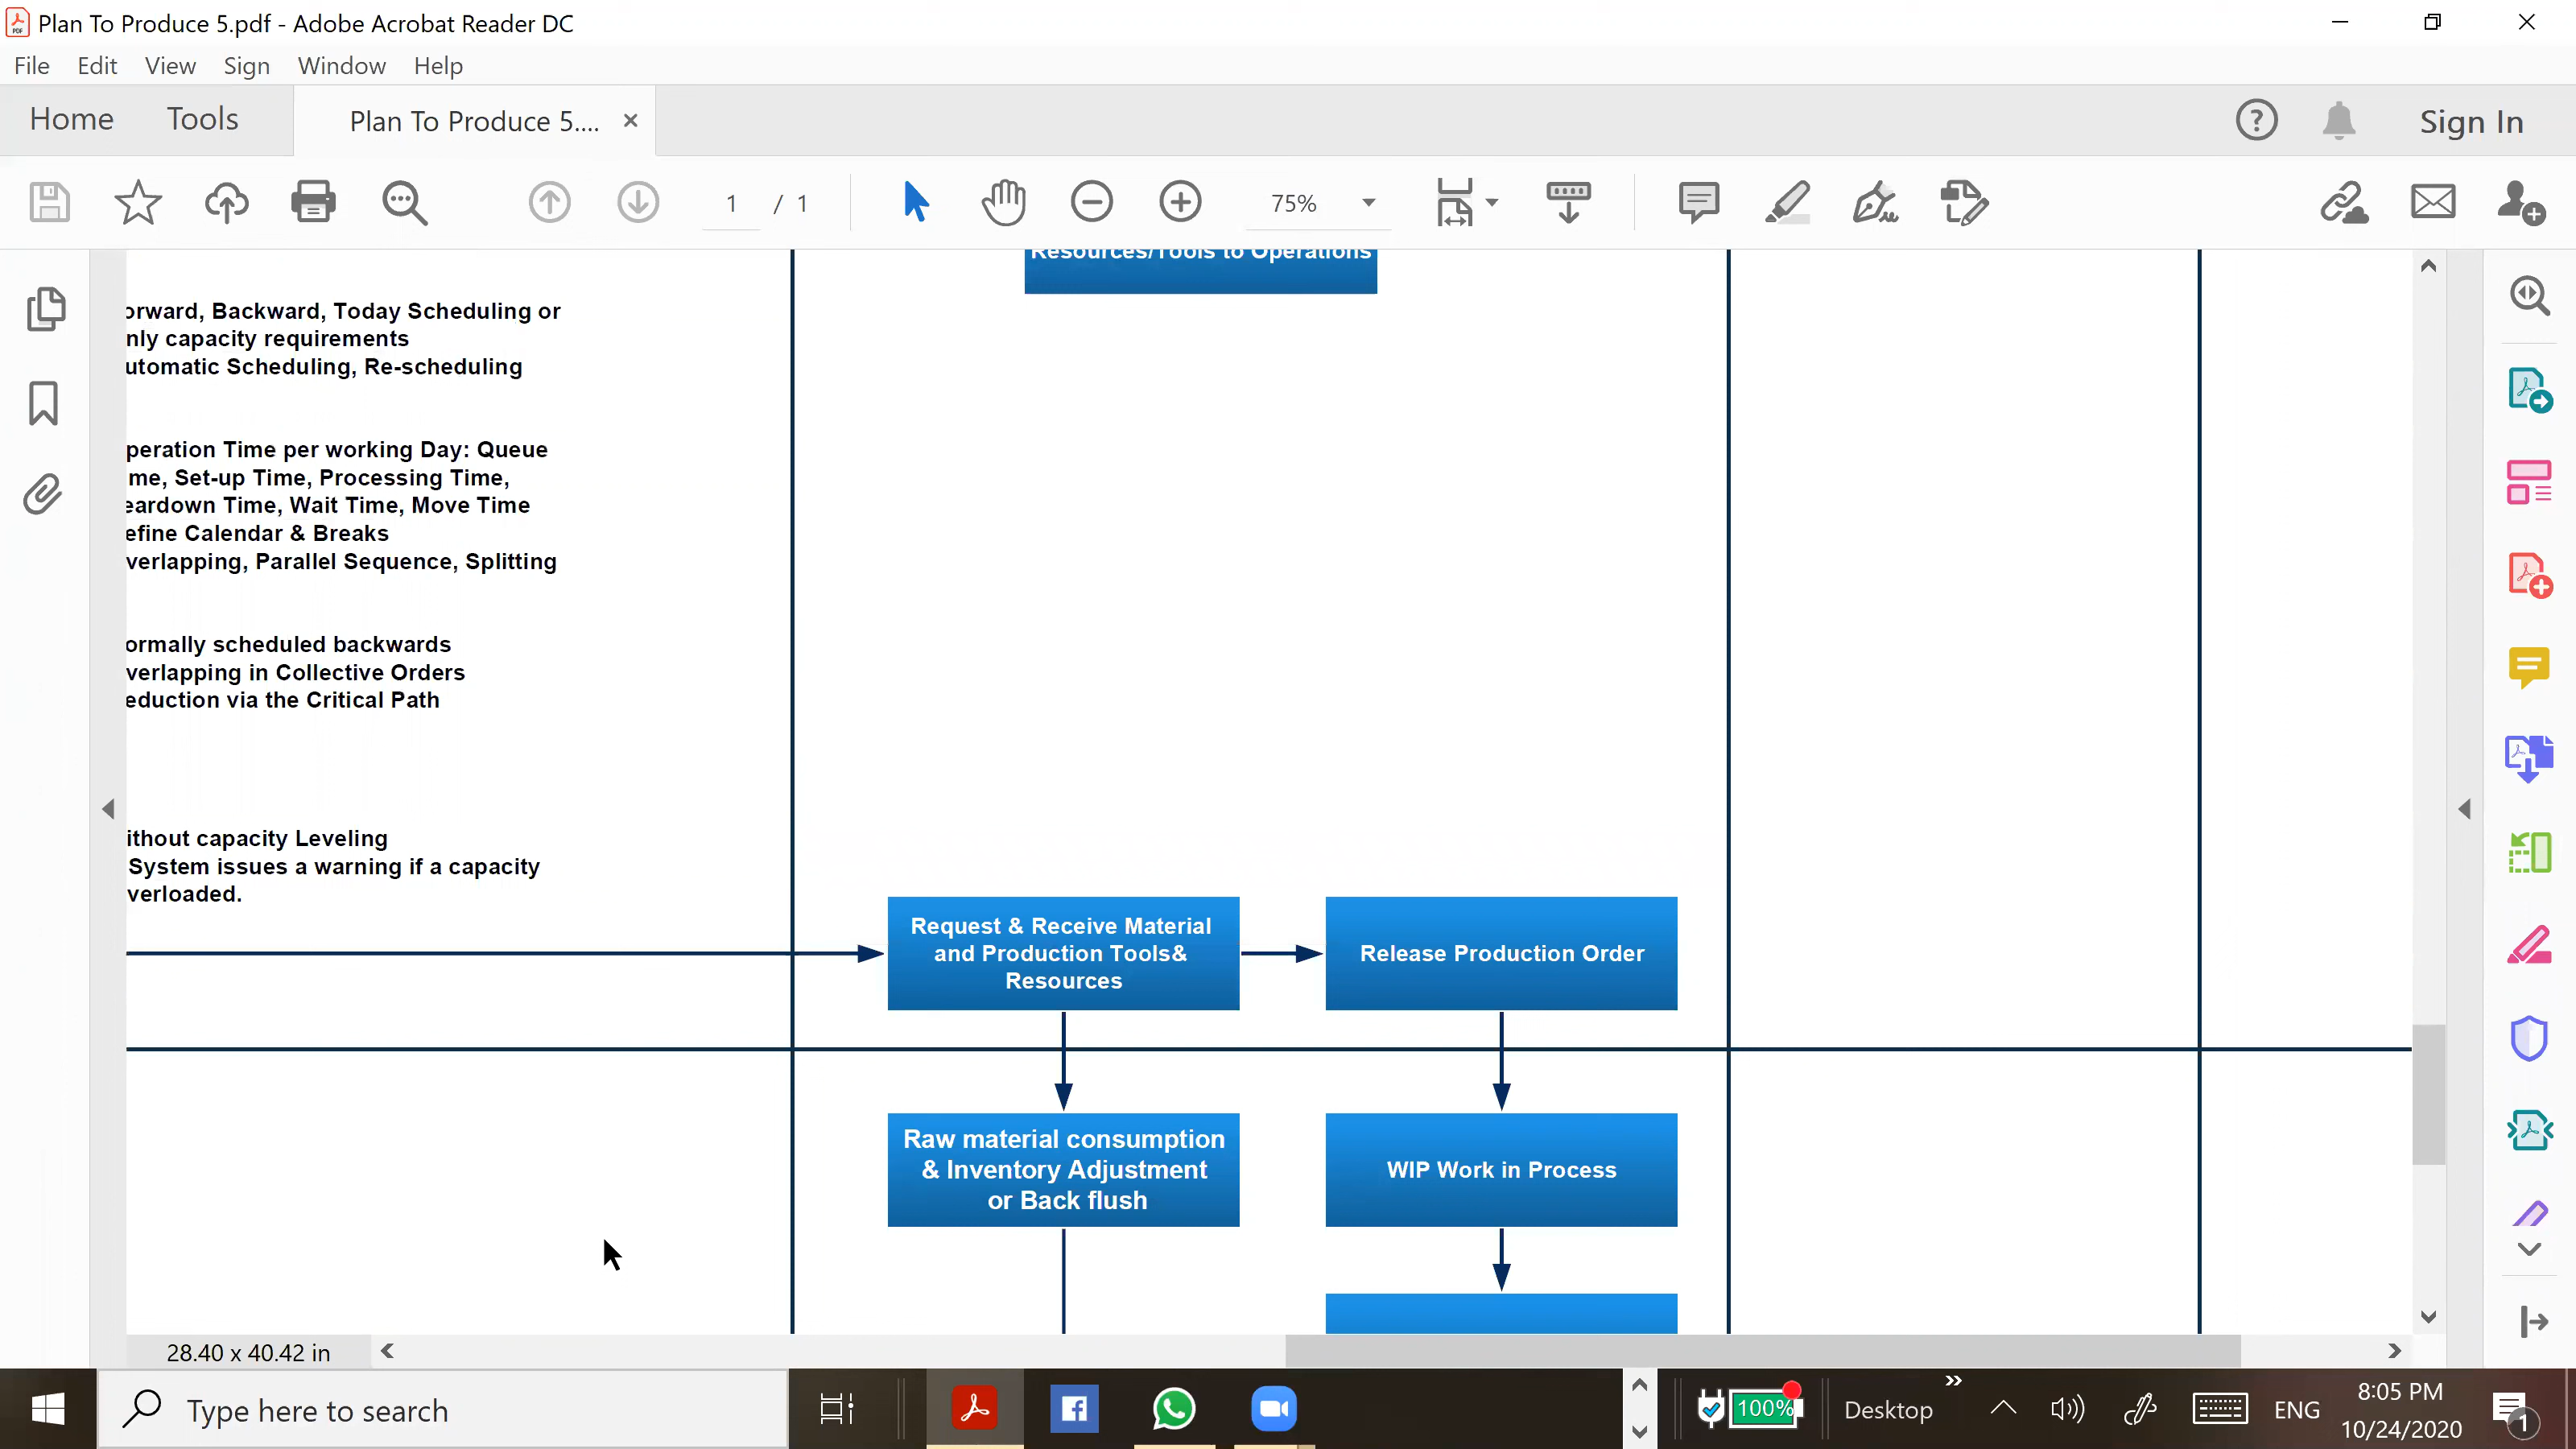 Plan To Produce 5.pdf - Adobe Acrobat Reader DC
File Edit View Sign Window Help
Home Tools Plan To Produce 5.... × Sign In
1 / 1 75%
Resources/Tools to Operations
orward, Backward, Today Scheduling or
nly capacity requirements
utomatic Scheduling, Re-scheduling
peration Time per working Day: Queue
me, Set-up Time, Processing Time,
eardown Time, Wait Time, Move Time
efine Calendar & Breaks
verlapping, Parallel Sequence, Splitting
ormally scheduled backwards
verlapping in Collective Orders
eduction via the Critical Path
ithout capacity Leveling
System issues a warning if a capacity
verloaded.
Request & Receive Material
and Production Tools&
Resources
Release Production Order
Raw material consumption
& Inventory Adjustment
or Back flush
WIP Work in Process
28.40 x 40.42 in
Type here to search
100%
Desktop
ENG
8:05 PM
10/24/2020
1